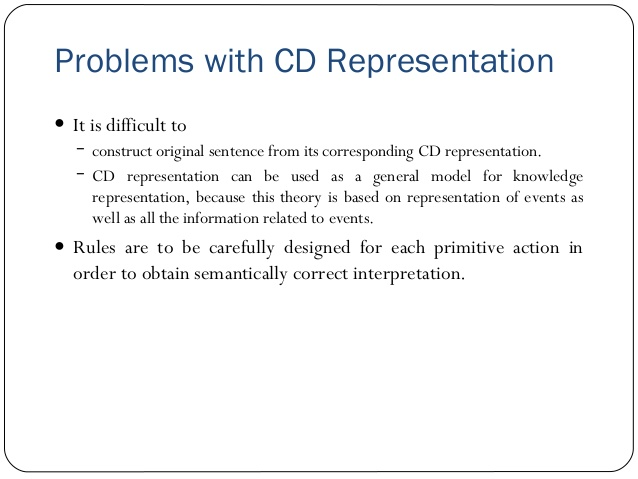 Problems with CD Representation
• It is difficult to
– construct original sentence from its corresponding CD representation.
– CD representation can be used as a general model for knowledge
representation, because this theory is based on representation of events as
well as all the information related to events.
• Rules are to be carefully designed for each primitive action in
order to obtain semantically correct interpretation.